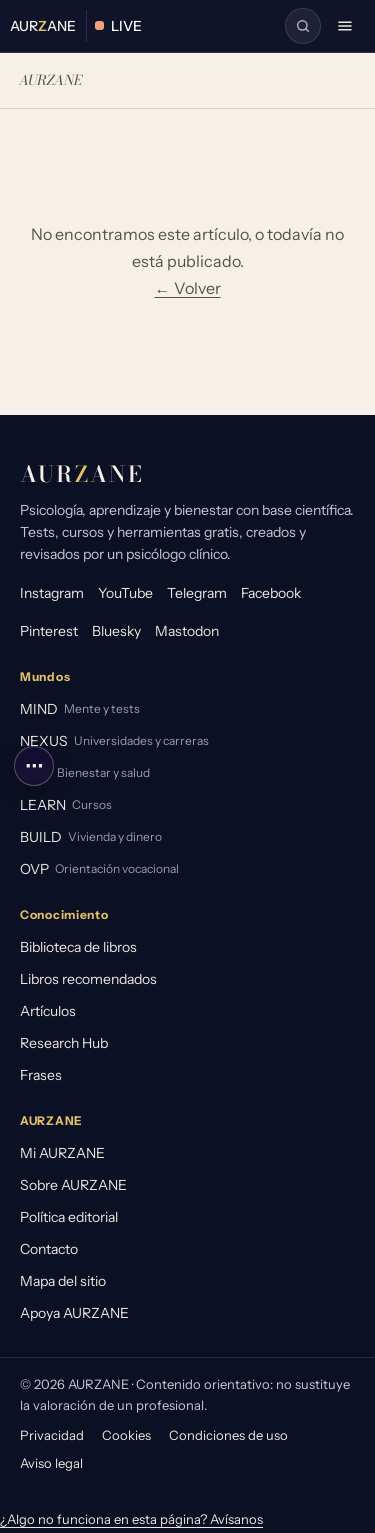 AURZANE LIVE
AURZANE
No encontramos este artículo, o todavía no
está publicado.
← Volver
AURZANE
Psicología, aprendizaje y bienestar con base científica.
Tests, cursos y herramientas gratis, creados y
revisados por un psicólogo clínico.
Instagram YouTube Telegram Facebook
Pinterest Bluesky Mastodon
Mundos
MIND Mente y tests
NEXUS Universidades y carreras
Bienestar y salud
LEARN Cursos
BUILD Vivienda y dinero
OVP Orientación vocacional
Conocimiento
Biblioteca de libros
Libros recomendados
Artículos
Research Hub
Frases
AURZANE
Mi AURZANE
Sobre AURZANE
Política editorial
Contacto
Mapa del sitio
Apoya AURZANE
© 2026 AURZANE · Contenido orientativo: no sustituye
la valoración de un profesional.
Privacidad Cookies Condiciones de uso
Aviso legal
¿Algo no funciona en esta página? Avísanos